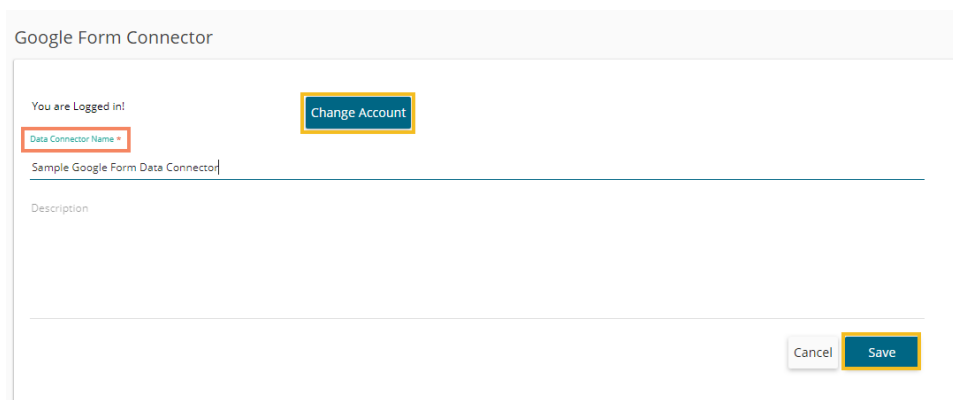 Google Form Connector
You are Logged in!
Change Account
Data Connector Name *
Sample Google Form Data Connector
Description
Cancel
Save